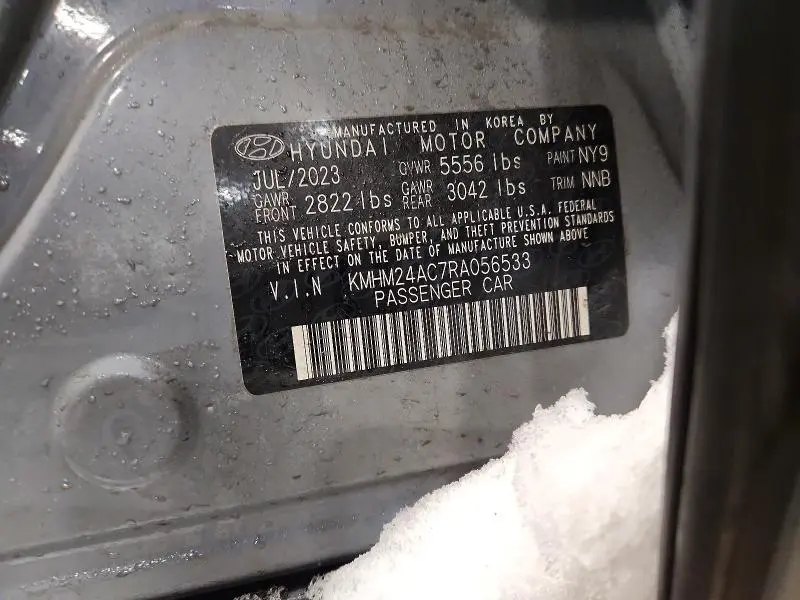 MANUFACTURED IN KOREA BY
HYUNDAI MOTOR COMPANY
JUL/2023 GVWR 5556 lbs PAINT NY9
GAWR FRONT 2822 lbs GAWR REAR 3042 lbs TRIM NNB
THIS VEHICLE CONFORMS TO ALL APPLICABLE U.S.A. FEDERAL
MOTOR VEHICLE SAFETY, BUMPER, AND THEFT PREVENTION STANDARDS
IN EFFECT ON THE DATE OF MANUFACTURE SHOWN ABOVE
V.I.N KMHM24AC7RA056533
PASSENGER CAR